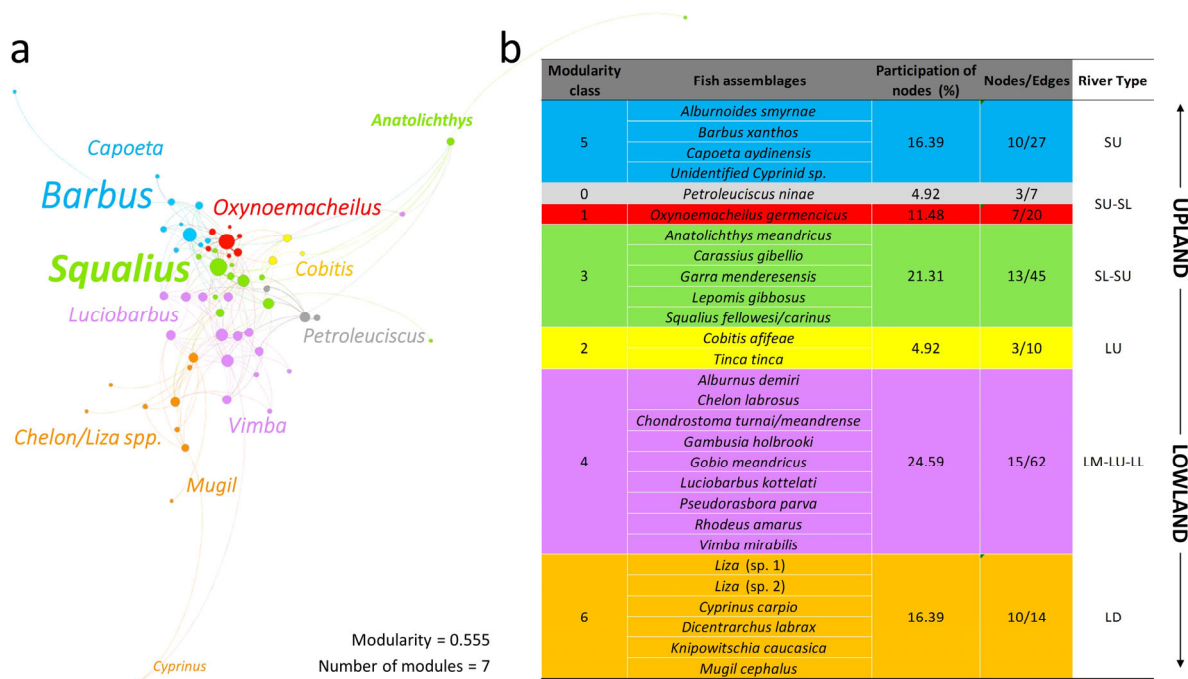 a
Anatolichthys
Capoeta
Barbus
Oxynoemacheilus
Squalius
Cobitis
Luciobarbus
Petroleuciscus
Vimba
Chelon/Liza spp.
Mugil
Cyprinus
Modularity = 0.555
Number of modules = 7
b
Modularity class
Fish assemblages
Participation of nodes (%)
Nodes/Edges
River Type
5
Alburnoides smyrnae
Barbus xanthos
Capoeta aydinensis
Unidentified Cyprinid sp.
16.39
10/27
SU
0
Petroleuciscus ninae
4.92
3/7
SU-SL
1
Oxynoemacheilus germencicus
11.48
7/20
3
Anatolichthys meandricus
Carassius gibellio
Garra menderesensis
Lepomis gibbosus
Squalius fellowesi/carinus
21.31
13/45
SL-SU
2
Cobitis afifeae
Tinca tinca
4.92
3/10
LU
4
Alburnus demiri
Chelon labrosus
Chondrostoma turnai/meandrense
Gambusia holbrooki
Gobio meandricus
Luciobarbus kottelati
Pseudorasbora parva
Rhodeus amarus
Vimba mirabilis
24.59
15/62
LM-LU-LL
6
Liza (sp. 1)
Liza (sp. 2)
Cyprinus carpio
Dicentrarchus labrax
Knipowitschia caucasica
Mugil cephalus
16.39
10/14
LD
UPLAND
LOWLAND